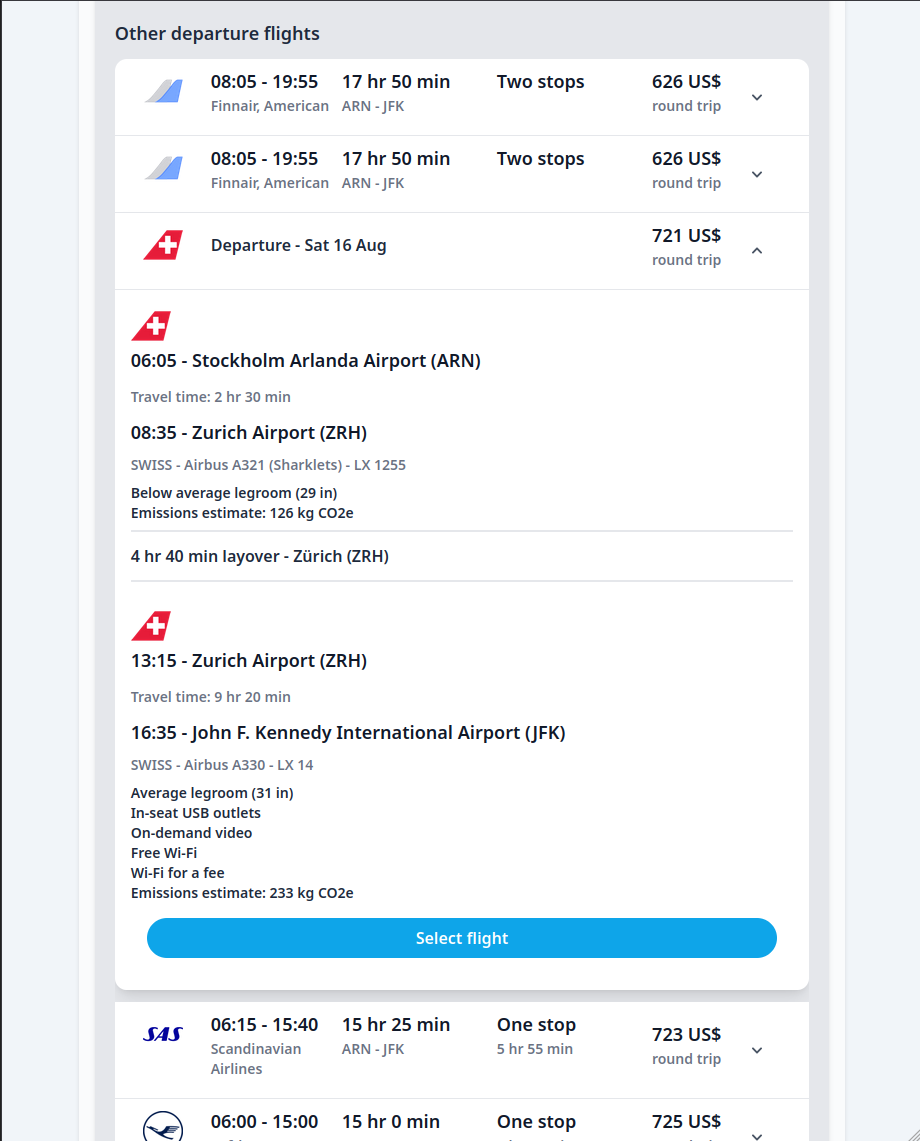 Other departure flights
08:05 - 19:55 17 hr 50 min Two stops 626 US$
Finnair, American ARN - JFK round trip
08:05 - 19:55 17 hr 50 min Two stops 626 US$
Finnair, American ARN - JFK round trip
Departure - Sat 16 Aug 721 US$
round trip
06:05 - Stockholm Arlanda Airport (ARN)
Travel time: 2 hr 30 min
08:35 - Zurich Airport (ZRH)
SWISS - Airbus A321 (Sharklets) - LX 1255
Below average legroom (29 in)
Emissions estimate: 126 kg CO2e
4 hr 40 min layover - Zürich (ZRH)
13:15 - Zurich Airport (ZRH)
Travel time: 9 hr 20 min
16:35 - John F. Kennedy International Airport (JFK)
SWISS - Airbus A330 - LX 14
Average legroom (31 in)
In-seat USB outlets
On-demand video
Free Wi-Fi
Wi-Fi for a fee
Emissions estimate: 233 kg CO2e
Select flight
SAS 06:15 - 15:40 15 hr 25 min One stop 723 US$
Scandinavian ARN - JFK 5 hr 55 min round trip
Airlines
06:00 - 15:00 15 hr 0 min One stop 725 US$